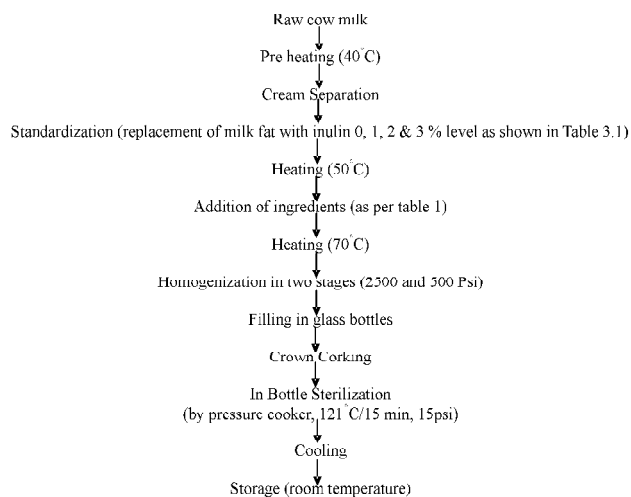 Raw cow milk
Pre heating (40°C)
Cream Separation
Standardization (replacement of milk fat with inulin 0, 1, 2 & 3 % level as shown in Table 3.1)
Heating (50°C)
Addition of ingredients (as per table 1)
Heating (70°C)
Homogenization in two stages (2500 and 500 Psi)
Filling in glass bottles
Crown Corking
In Bottle Sterilization
(by pressure cooker, 121°C/15 min, 15psi)
Cooling
Storage (room temperature)